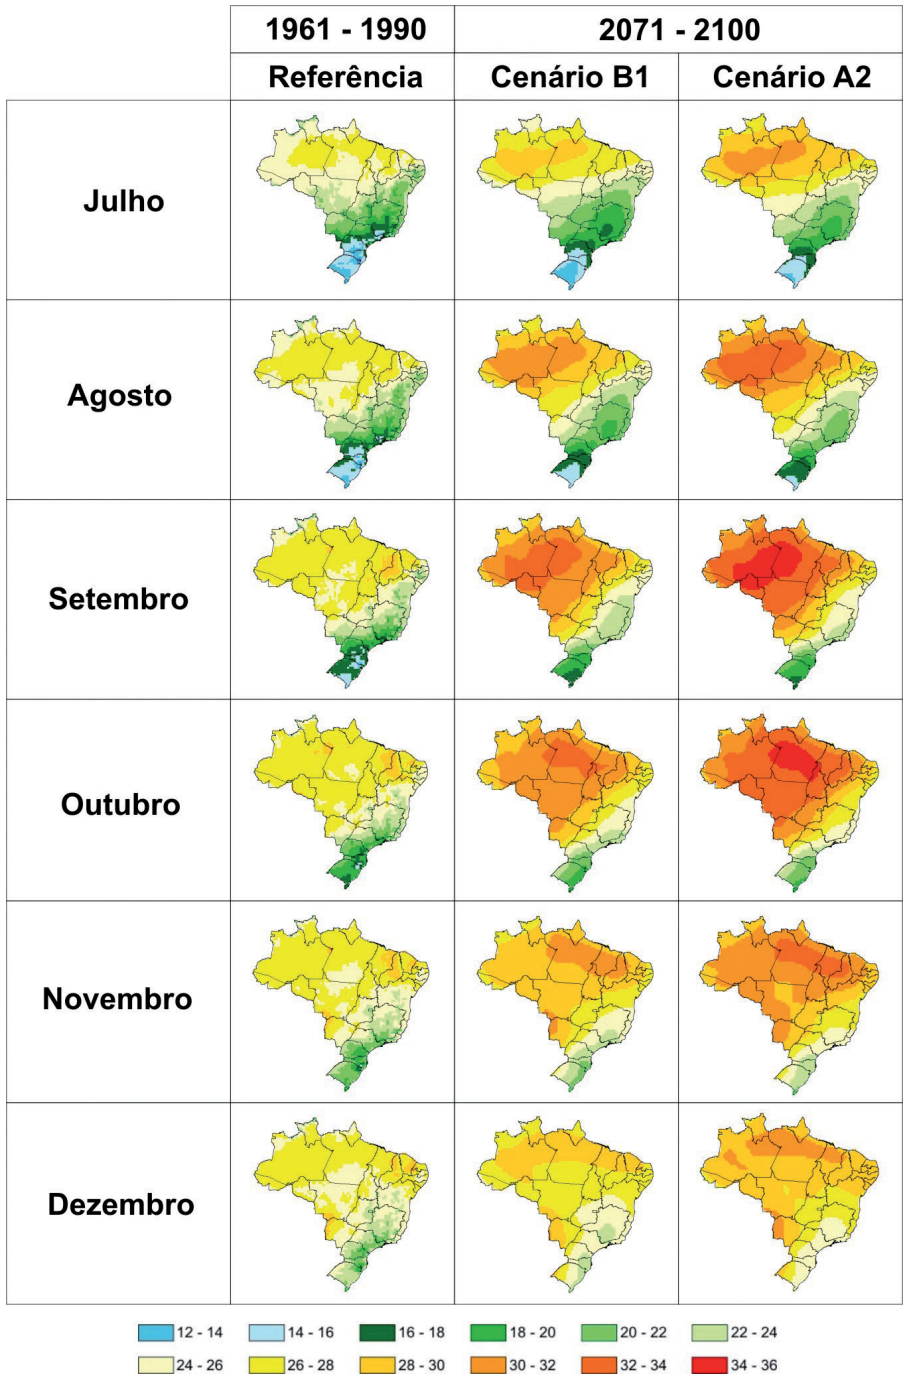 1961 - 1990 2071 - 2100
Referência Cenário B1 Cenário A2
Julho
Agosto
Setembro
Outubro
Novembro
Dezembro
12 - 14 14 - 16 16 - 18 18 - 20 20 - 22 22 - 24
24 - 26 26 - 28 28 - 30 30 - 32 32 - 34 34 - 36